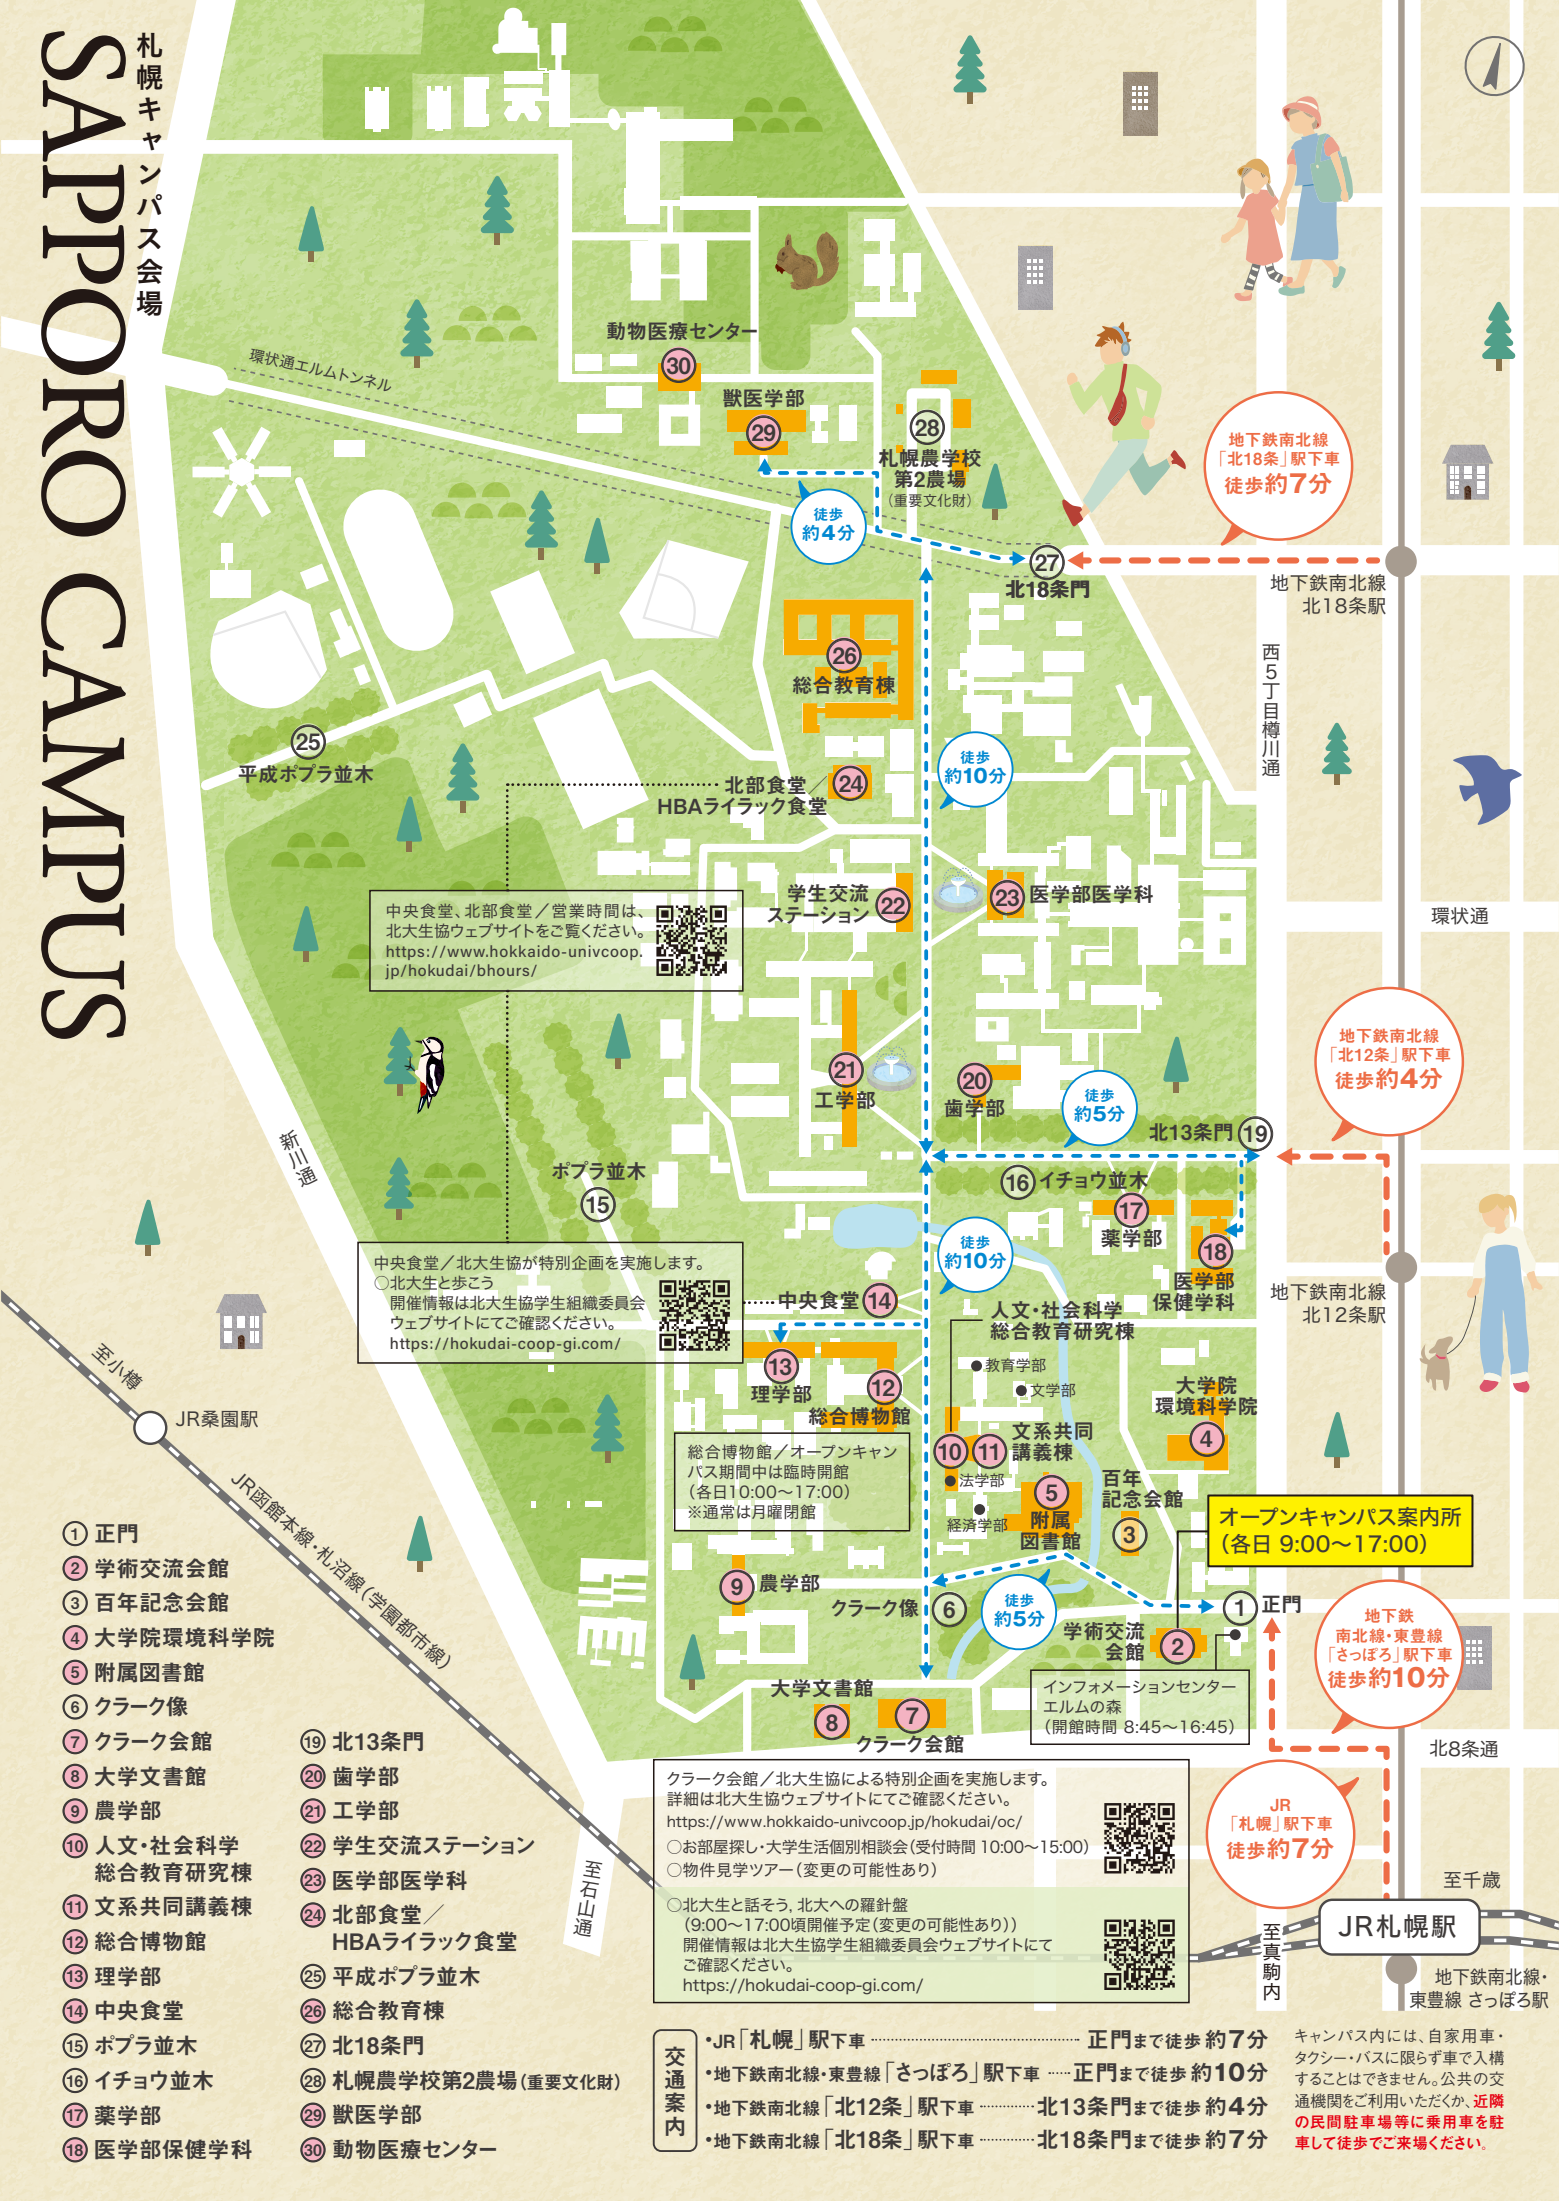 札幌キャンパス会場
SAPPORO CAMPUS
動物医療センター
30
環状通エルムトンネル
獣医学部
29
28
札幌農学校
第2農場
（重要文化財）
徒歩
約4分
27
北18条門
地下鉄南北線
「北18条」駅下車
徒歩約7分
地下鉄南北線
北18条駅
西5丁目樽川通
26
総合教育棟
25
平成ポプラ並木
徒歩
約10分
北部食堂／
HBAライラック食堂
24
学生交流
ステーション
22
23
医学部医学科
環状通
中央食堂、北部食堂／営業時間は、
北大生協ウェブサイトをご覧ください。
https://www.hokkaido-univcoop.
jp/hokudai/bhours/
地下鉄南北線
「北12条」駅下車
徒歩約4分
21
工学部
20
歯学部
徒歩
約5分
北13条門
19
新川通
ポプラ並木
15
16
イチョウ並木
17
薬学部
18
医学部
保健学科
徒歩
約10分
地下鉄南北線
北12条駅
中央食堂／北大生協が特別企画を実施します。
○北大生と歩こう
開催情報は北大生協学生組織委員会
ウェブサイトにてご確認ください。
https://hokudai-coop-gi.com/
中央食堂
14
人文・社会科学
総合教育研究棟
教育学部
文学部
13
理学部
12
総合博物館
大学院
環境科学院
4
至小樽
JR桑園駅
JR函館本線・札沼線（学園都市線）
総合博物館／オープンキャン
パス期間中は臨時開館
（各日10:00〜17:00）
※通常は月曜閉館
10
11
文系共同
講義棟
法学部
経済学部
5
附属
図書館
百年
記念会館
3
オープンキャンパス案内所
（各日 9:00〜17:00）
9
農学部
クラーク像
6
徒歩
約5分
1
正門
学術交流
会館
2
地下鉄
南北線・東豊線
「さっぽろ」駅下車
徒歩約10分
インフォメーションセンター
エルムの森
（開館時間 8:45〜16:45）
大学文書館
8
7
クラーク会館
北8条通
クラーク会館／北大生協による特別企画を実施します。
詳細は北大生協ウェブサイトにてご確認ください。
https://www.hokkaido-univcoop.jp/hokudai/oc/
○お部屋探し・大学生活個別相談会（受付時間 10:00〜15:00）
○物件見学ツアー（変更の可能性あり）
○北大生と話そう, 北大への羅針盤
（9:00〜17:00頃開催予定（変更の可能性あり））
開催情報は北大生協学生組織委員会ウェブサイトにて
ご確認ください。
https://hokudai-coop-gi.com/
JR
「札幌」駅下車
徒歩約7分
至石山通
至千歳
JR札幌駅
至真駒内
地下鉄南北線・
東豊線 さっぽろ駅
1 正門
2 学術交流会館
3 百年記念会館
4 大学院環境科学院
5 附属図書館
6 クラーク像
7 クラーク会館
8 大学文書館
9 農学部
10 人文・社会科学
総合教育研究棟
11 文系共同講義棟
12 総合博物館
13 理学部
14 中央食堂
15 ポプラ並木
16 イチョウ並木
17 薬学部
18 医学部保健学科
19 北13条門
20 歯学部
21 工学部
22 学生交流ステーション
23 医学部医学科
24 北部食堂／
HBAライラック食堂
25 平成ポプラ並木
26 総合教育棟
27 北18条門
28 札幌農学校第2農場（重要文化財）
29 獣医学部
30 動物医療センター
交通案内
・JR「札幌」駅下車 正門まで徒歩 約7分
・地下鉄南北線・東豊線「さっぽろ」駅下車 正門まで徒歩 約10分
・地下鉄南北線「北12条」駅下車 北13条門まで徒歩 約4分
・地下鉄南北線「北18条」駅下車 北18条門まで徒歩 約7分
キャンパス内には、自家用車・
タクシー・バスに限らず車で入構
することはできません。公共の交
通機関をご利用いただくか、近隣
の民間駐車場等に乗用車を駐
車して徒歩でご来場ください。